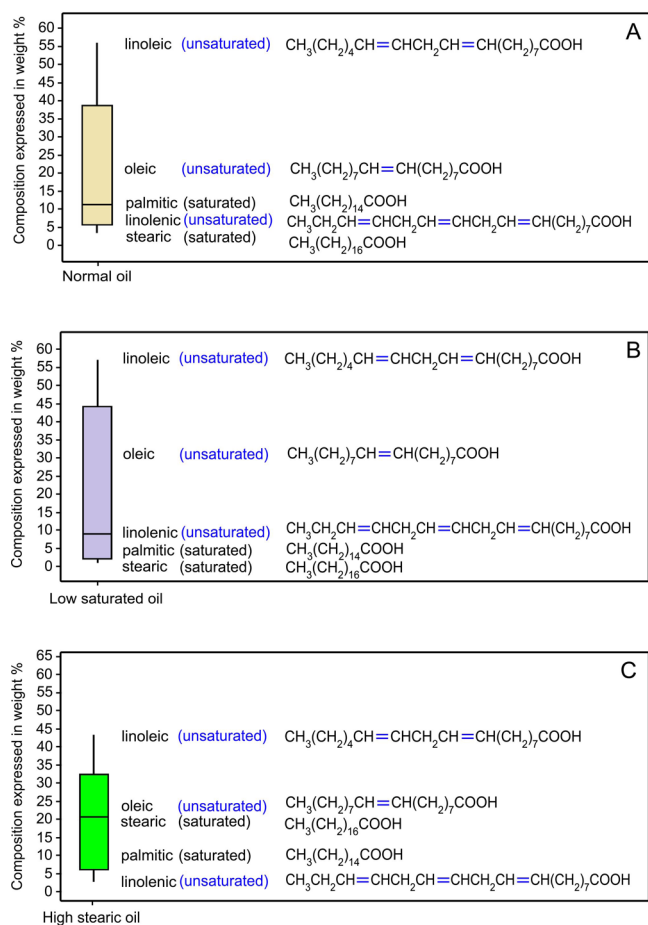 A
Composition expressed in weight %
60
55
50
45
40
35
30
25
20
15
10
5
0
linoleic (unsaturated) CH3(CH2)4CH=CHCH2CH=CH(CH2)7COOH
oleic (unsaturated) CH3(CH2)7CH=CH(CH2)7COOH
palmitic (saturated) CH3(CH2)14COOH
linolenic (unsaturated) CH3CH2CH=CHCH2CH=CHCH2CH=CH(CH2)7COOH
stearic (saturated) CH3(CH2)16COOH
Normal oil
B
Composition expressed in weight %
60
55
50
45
40
35
30
25
20
15
10
5
0
linoleic (unsaturated) CH3(CH2)4CH=CHCH2CH=CH(CH2)7COOH
oleic (unsaturated) CH3(CH2)7CH=CH(CH2)7COOH
linolenic (unsaturated) CH3CH2CH=CHCH2CH=CHCH2CH=CH(CH2)7COOH
palmitic (saturated) CH3(CH2)14COOH
stearic (saturated) CH3(CH2)16COOH
Low saturated oil
C
Composition expressed in weight %
65
60
55
50
45
40
35
30
25
20
15
10
5
0
linoleic (unsaturated) CH3(CH2)4CH=CHCH2CH=CH(CH2)7COOH
oleic (unsaturated) CH3(CH2)7CH=CH(CH2)7COOH
stearic (saturated) CH3(CH2)16COOH
palmitic (saturated) CH3(CH2)14COOH
linolenic (unsaturated) CH3CH2CH=CHCH2CH=CHCH2CH=CH(CH2)7COOH
High stearic oil